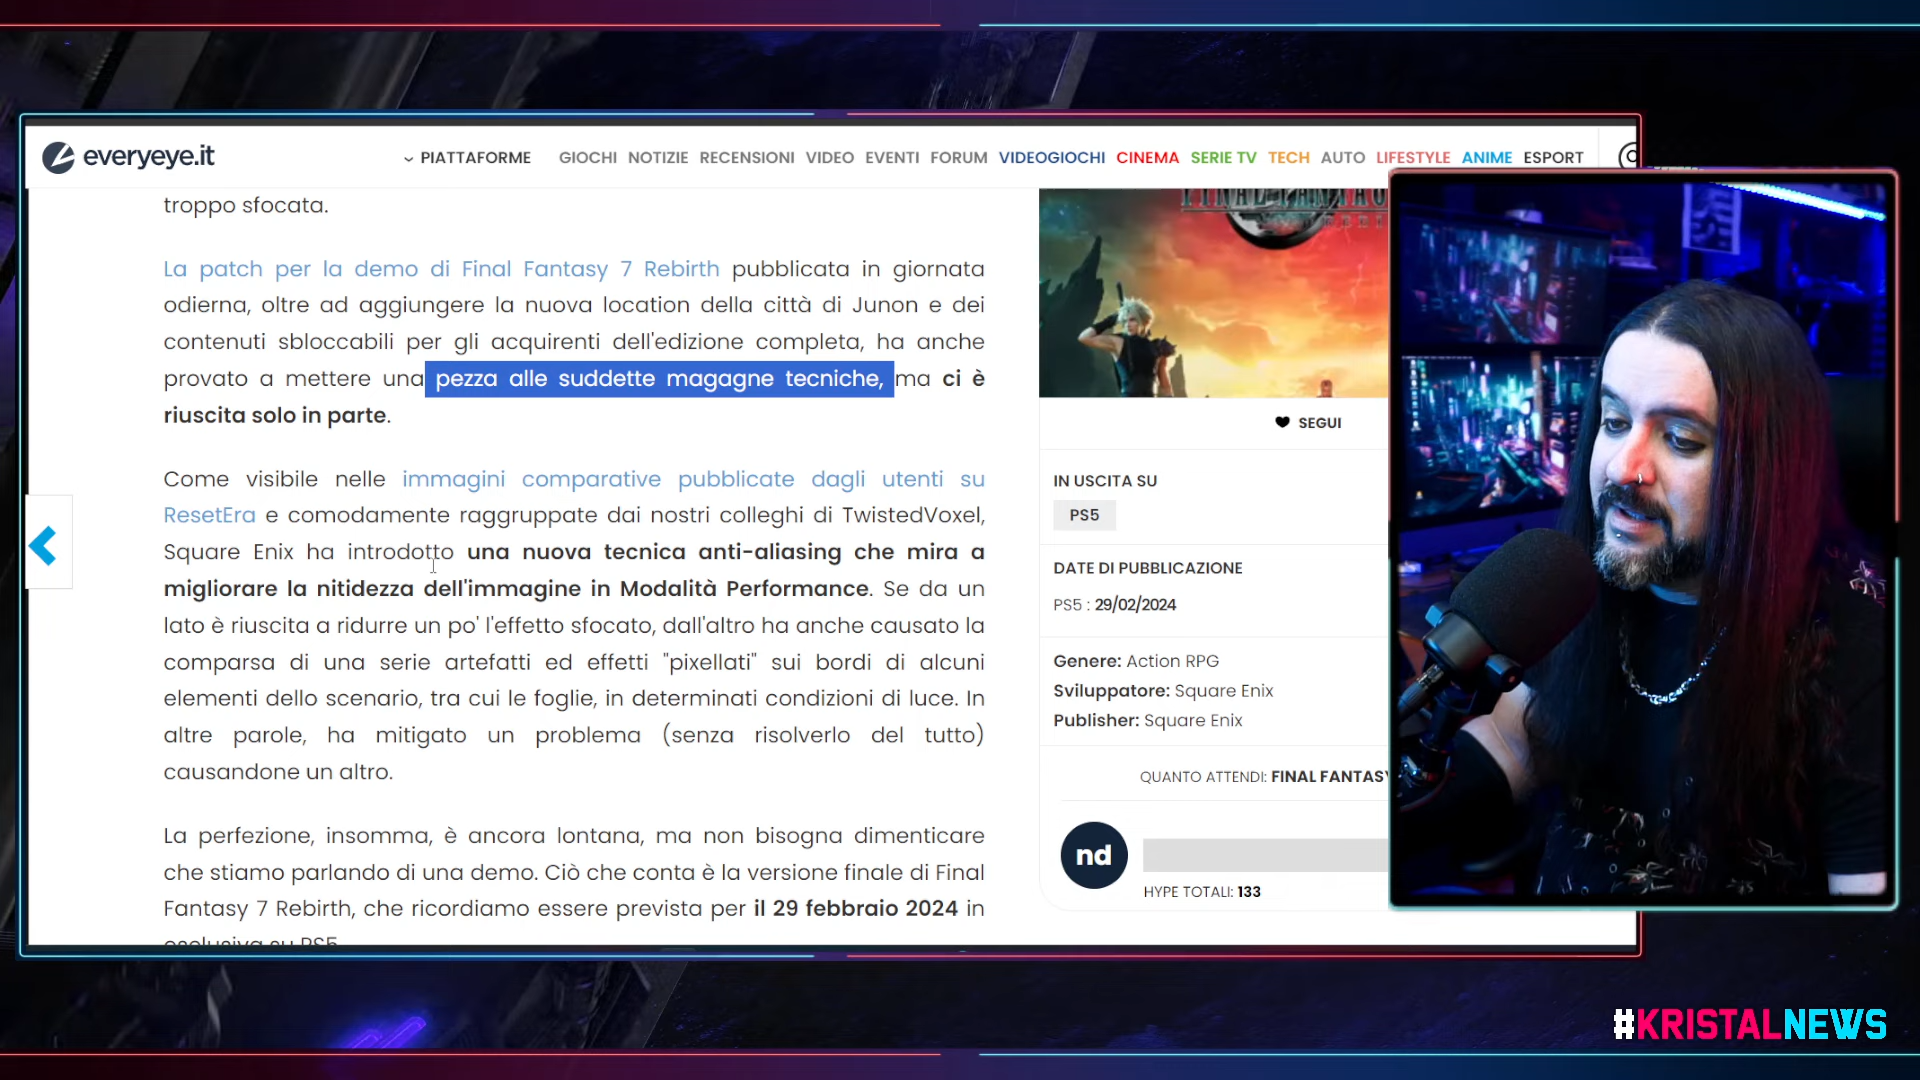 everyeye.it
PIATTAFORME GIOCHI NOTIZIE RECENSIONI VIDEO EVENTI FORUM VIDEOGIOCHI CINEMA SERIE TV TECH AUTO LIFESTYLE ANIME ESPORT
troppo sfocata.
La patch per la demo di Final Fantasy 7 Rebirth pubblicata in giornata
odierna, oltre ad aggiungere la nuova location della città di Junon e dei
contenuti sbloccabili per gli acquirenti dell'edizione completa, ha anche
provato a mettere una pezza alle suddette magagne tecniche, ma ci è
riuscita solo in parte.
Come visibile nelle immagini comparative pubblicate dagli utenti su
ResetEra e comodamente raggruppate dai nostri colleghi di TwistedVoxel,
Square Enix ha introdotto una nuova tecnica anti-aliasing che mira a
migliorare la nitidezza dell'immagine in Modalità Performance. Se da un
lato è riuscita a ridurre un po' l'effetto sfocato, dall'altro ha anche causato la
comparsa di una serie artefatti ed effetti "pixellati" sui bordi di alcuni
elementi dello scenario, tra cui le foglie, in determinati condizioni di luce. In
altre parole, ha mitigato un problema (senza risolverlo del tutto)
causandone un altro.
La perfezione, insomma, è ancora lontana, ma non bisogna dimenticare
che stiamo parlando di una demo. Ciò che conta è la versione finale di Final
Fantasy 7 Rebirth, che ricordiamo essere prevista per il 29 febbraio 2024 in
esclusiva su PS5.
SEGUI
IN USCITA SU
PS5
DATE DI PUBBLICAZIONE
PS5 : 29/02/2024
Genere: Action RPG
Sviluppatore: Square Enix
Publisher: Square Enix
QUANTO ATTENDI: FINAL FANTASY
nd
HYPE TOTALI: 133
#KRISTALNEWS